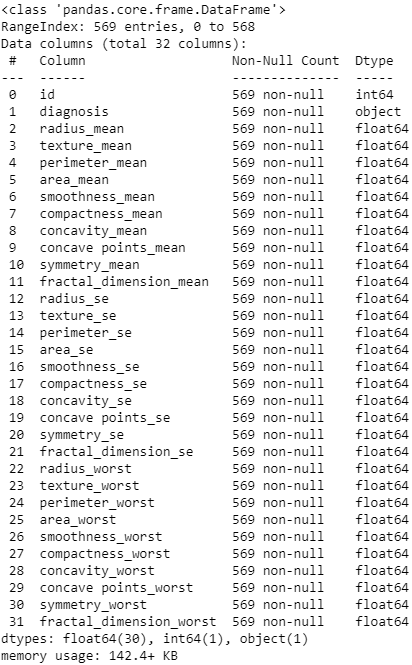 <class 'pandas.core.frame.DataFrame'>
RangeIndex: 569 entries, 0 to 568
Data columns (total 32 columns):
 #   Column                   Non-Null Count  Dtype
---  ------                   --------------  -----
 0   id                       569 non-null    int64
 1   diagnosis                569 non-null    object
 2   radius_mean              569 non-null    float64
 3   texture_mean             569 non-null    float64
 4   perimeter_mean           569 non-null    float64
 5   area_mean                569 non-null    float64
 6   smoothness_mean          569 non-null    float64
 7   compactness_mean         569 non-null    float64
 8   concavity_mean           569 non-null    float64
 9   concave points_mean      569 non-null    float64
 10  symmetry_mean            569 non-null    float64
 11  fractal_dimension_mean   569 non-null    float64
 12  radius_se                569 non-null    float64
 13  texture_se               569 non-null    float64
 14  perimeter_se             569 non-null    float64
 15  area_se                  569 non-null    float64
 16  smoothness_se            569 non-null    float64
 17  compactness_se           569 non-null    float64
 18  concavity_se             569 non-null    float64
 19  concave points_se        569 non-null    float64
 20  symmetry_se              569 non-null    float64
 21  fractal_dimension_se     569 non-null    float64
 22  radius_worst             569 non-null    float64
 23  texture_worst            569 non-null    float64
 24  perimeter_worst          569 non-null    float64
 25  area_worst               569 non-null    float64
 26  smoothness_worst         569 non-null    float64
 27  compactness_worst        569 non-null    float64
 28  concavity_worst          569 non-null    float64
 29  concave points_worst     569 non-null    float64
 30  symmetry_worst           569 non-null    float64
 31  fractal_dimension_worst  569 non-null    float64
dtypes: float64(30), int64(1), object(1)
memory usage: 142.4+ KB